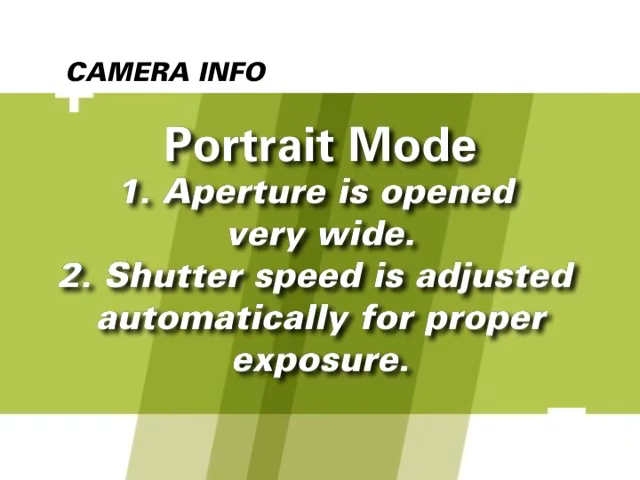 CAMERA INFO
Portrait Mode
1. Aperture is opened
very wide.
2. Shutter speed is adjusted
automatically for proper
exposure.